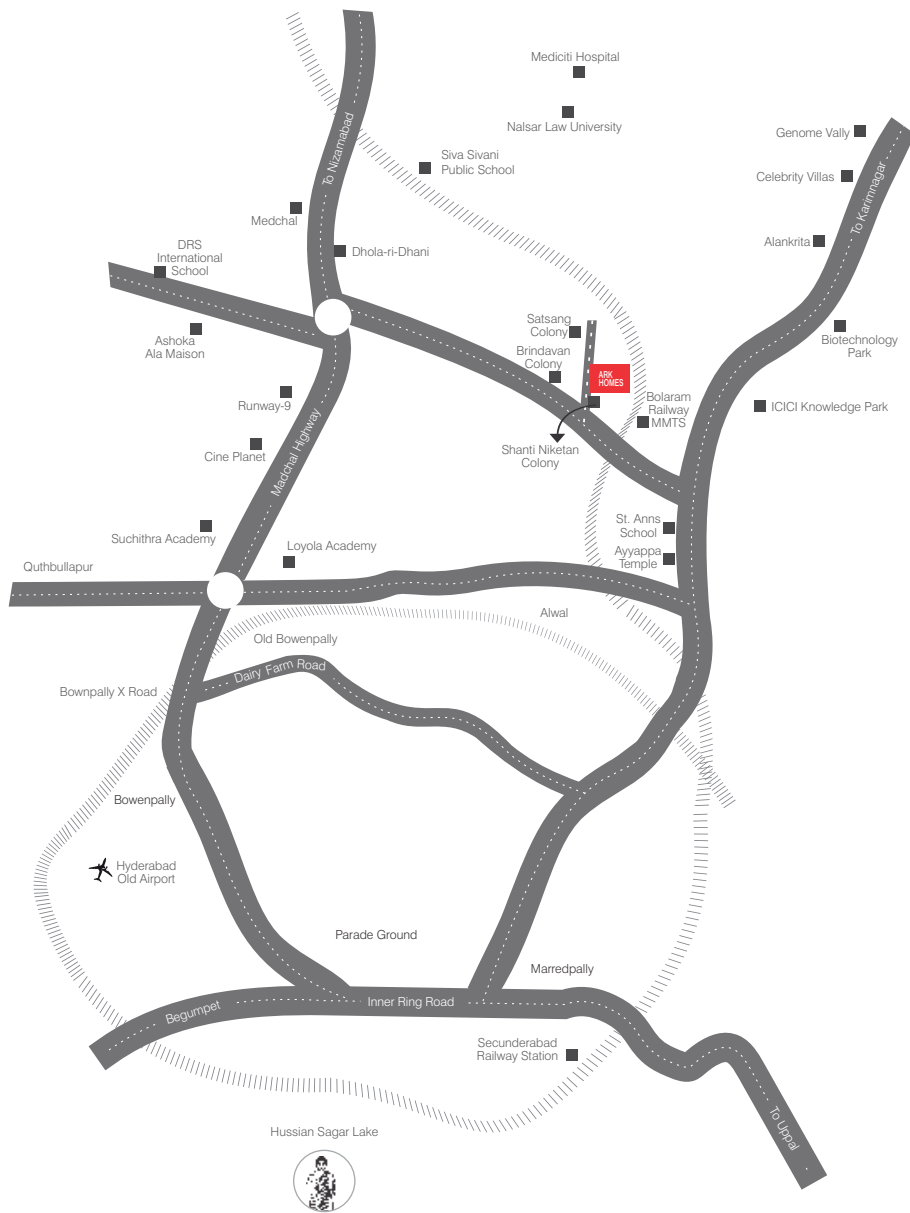 Mediciti Hospital
Nalsar Law University
Genome Vally
To Nizamabad
Siva Sivani
Public School
Celebrity Villas
To Karimnagar
Medchal
Alankrita
DRS
International
School
Dhola-ri-Dhani
Satsang
Colony
Ashoka
Ala Maison
Biotechnology
Park
Brindavan
Colony
ARK
HOMES
Runway-9
Bolaram
Railway
MMTS
ICICI Knowledge Park
Madchal Highway
Cine Planet
Shanti Niketan
Colony
Suchithra Academy
St. Anns
School
Loyola Academy
Ayyappa
Temple
Quthbullapur
Alwal
Old Bowenpally
Dairy Farm Road
Bownpally X Road
Bowenpally
Hyderabad
Old Airport
Parade Ground
Marredpally
Begumpet
Inner Ring Road
Secunderabad
Railway Station
To Uppal
Hussian Sagar Lake